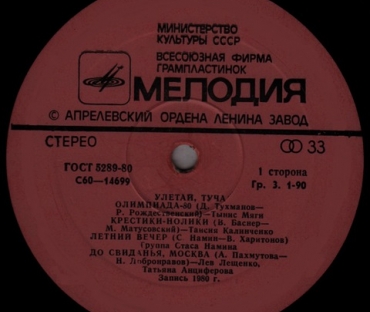 МИНИСТЕРСТВО
КУЛЬТУРЫ СССР
ВСЕСОЮЗНАЯ ФИРМА
ГРАМПЛАСТИНОК
МЕЛОДИЯ
© АПРЕЛЕВСКИЙ ОРДЕНА ЛЕНИНА ЗАВОД
СТЕРЕО 33
ГОСТ 5289-80 1 сторона
С60—14699 Гр. 3. 1-90
УЛЕТАЙ, ТУЧА
ОЛИМПИАДА-80 (Д. Тухманов—
Р. Рождественский)—Тынис Мяги
КРЕСТИКИ-НОЛИКИ (В. Баснер—
М. Матусовский)—Таисия Калинченко
ЛЕТНИЙ ВЕЧЕР (С. Намин—В. Харитонов)
Группа Стаса Намина
ДО СВИДАНЬЯ, МОСКВА (А. Пахмутова—
Н. Добронравов)—Лев Лещенко,
Татьяна Анциферова
Запись 1980 г.